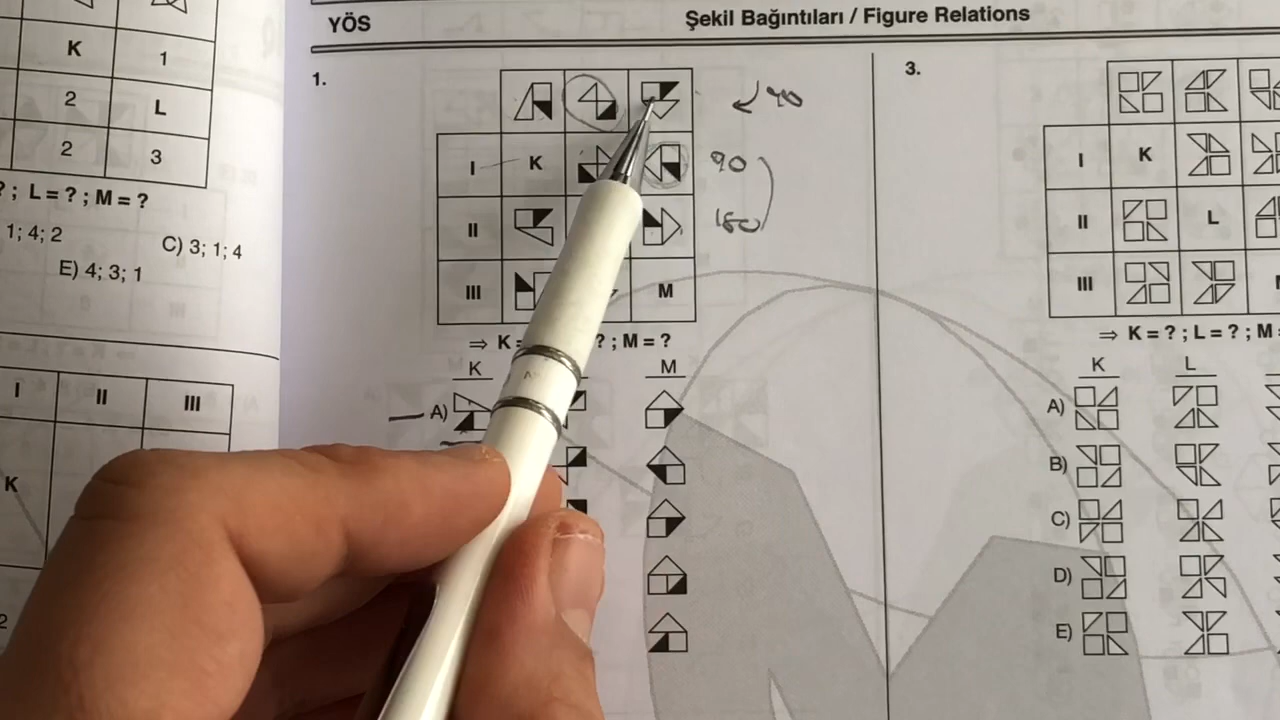 YÖS
Şekil Bağıntıları / Figure Relations
K 1
2 L
2 3
; L = ? ; M = ?
1; 4; 2
C) 3; 1; 4
E) 4; 3; 1
I II III
K
1.
40
I K 90
II 180
III M
⇒ K = ? ; M = ?
K M
A)
3.
I K
II L
III
⇒ K = ? ; L = ? ; M
K L
A)
B)
C)
D)
E)